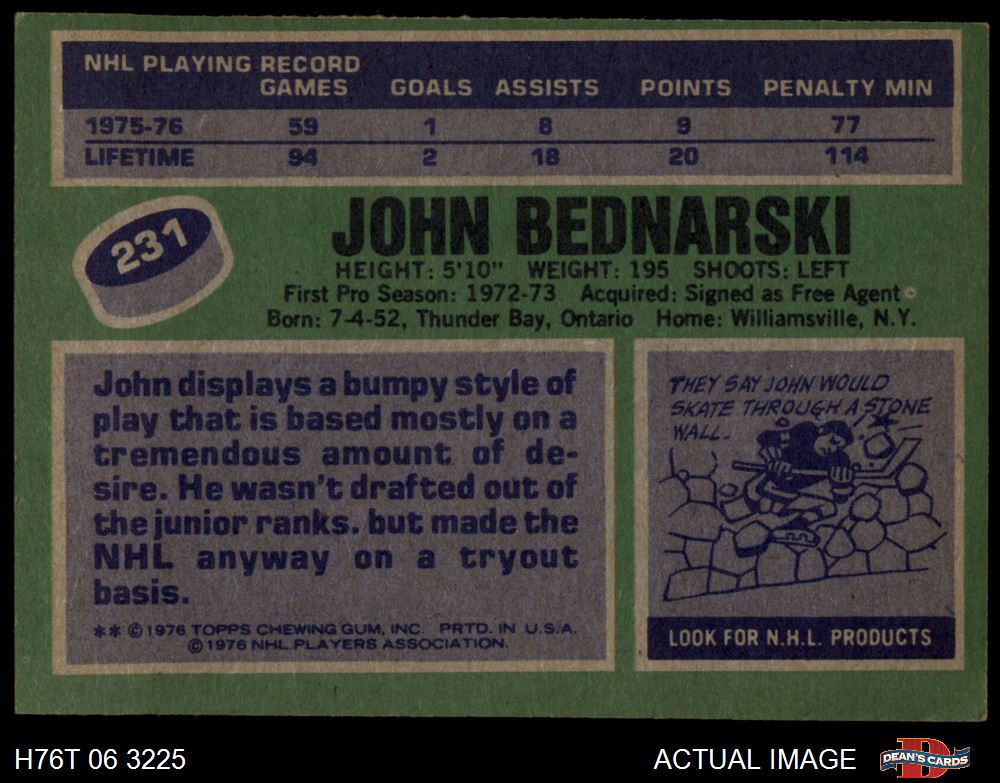 NHL PLAYING RECORD
GAMES GOALS ASSISTS POINTS PENALTY MIN
1975-76 59 1 8 9 77
LIFETIME 94 2 18 20 114
231
JOHN BEDNARSKI
HEIGHT: 5'10" WEIGHT: 195 SHOOTS: LEFT
First Pro Season: 1972-73 Acquired: Signed as Free Agent
Born: 7-4-52, Thunder Bay, Ontario Home: Williamsville, N.Y.
John displays a bumpy style of
play that is based mostly on a
tremendous amount of de-
sire. He wasn't drafted out of
the junior ranks. but made the
NHL anyway on a tryout
basis.
** © 1976 TOPPS CHEWING GUM, INC. PRTD. IN U.S.A.
© 1976 NHL PLAYERS ASSOCIATION.
THEY SAY JOHN WOULD
SKATE THROUGH A STONE
WALL.
LOOK FOR N.H.L. PRODUCTS
H76T 06 3225
ACTUAL IMAGE
D
DEAN'S CARDS